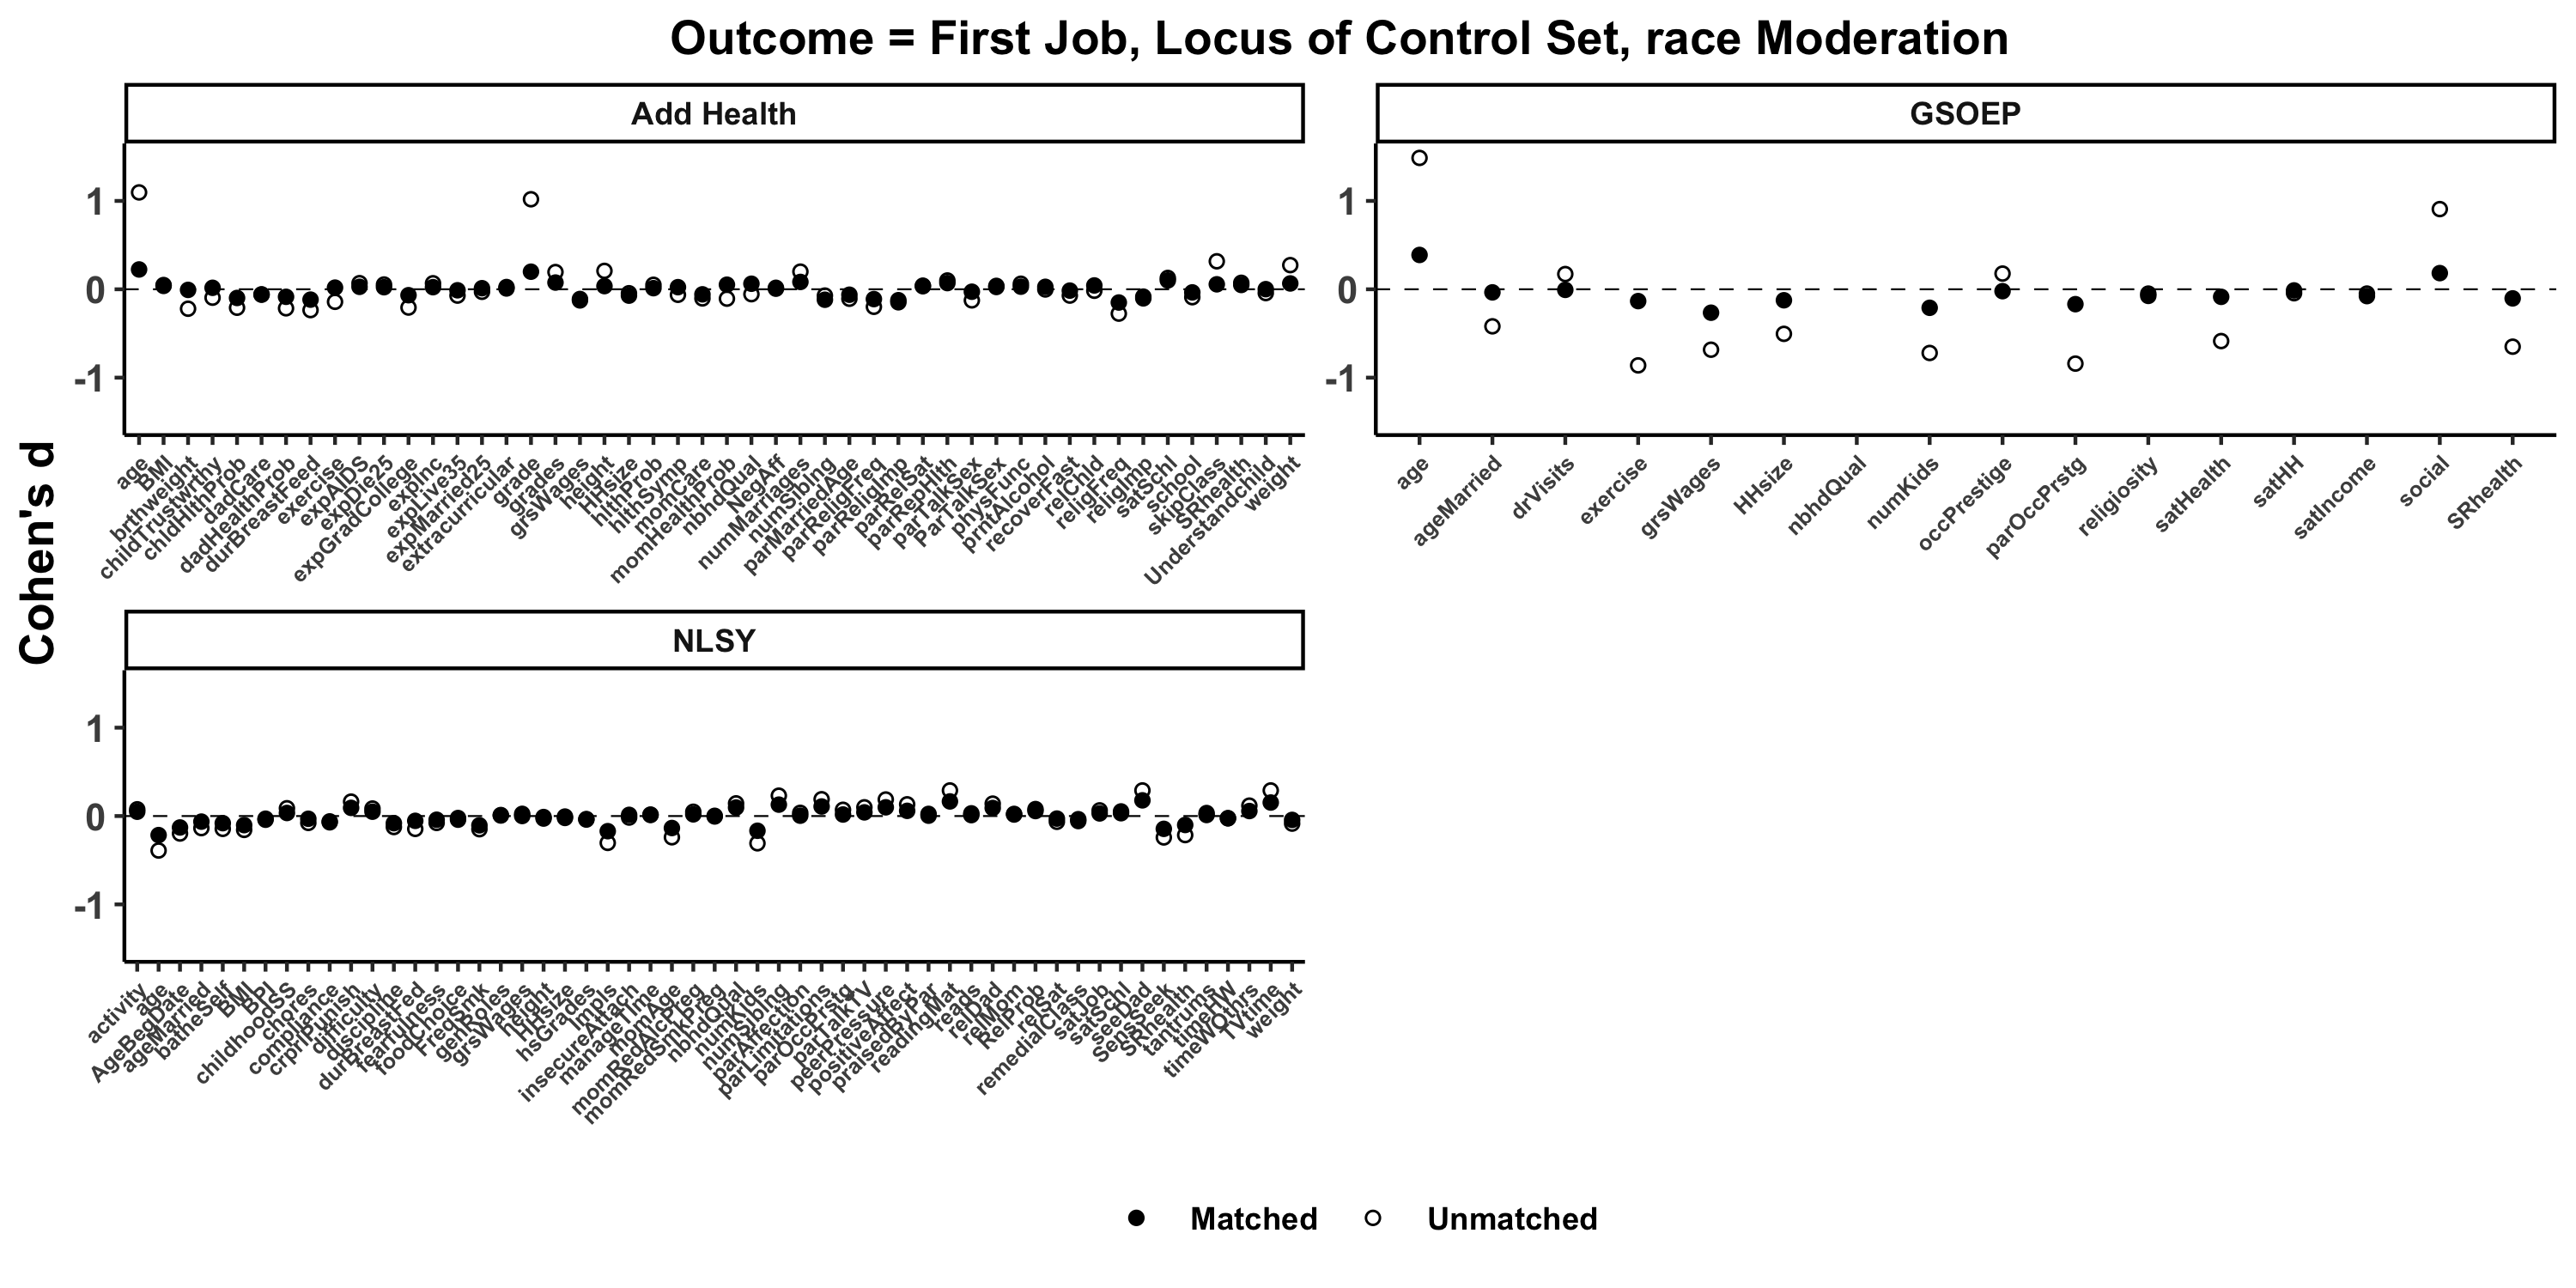 Outcome = First Job, Locus of Control Set, race Moderation
Cohen's d
Add Health
1
0
-1
age
BMI
brthweight
childTrustwrthy
chldHlthProb
dadCare
dadHealthProb
durBreastFeed
exercise
expAIDS
expDie25
expGradCollege
expInc
expLive35
expMarried25
extracurricular
grade
grades
grsWages
height
HHsize
hlthProb
hlthSymp
momCare
momHealthProb
nbhdQual
NegAff
numMarriages
numSibling
parMarriedAge
parReligFreq
parReligImp
parRelSat
parRepHlth
parTalkSex
ParTalkSex
physFunc
prntAlcohol
recoverFast
relChld
religFreq
religImp
satSchl
school
skipClass
SRhealth
Understandchild
weight
GSOEP
1
0
-1
age
ageMarried
drVisits
exercise
grsWages
HHsize
nbhdQual
numKids
occPrestige
parOccPrstg
religiosity
satHealth
satHH
satIncome
social
SRhealth
NLSY
1
0
-1
activity
age
AgeBegDate
ageMarried
batheSelf
BMI
BPI
childhoodSS
chores
compliance
crprlPunish
difficulty
discipline
durBreastFed
fearfulness
foodChoice
FreqSmk
genRoles
grsWages
height
HHsize
hsGrades
Impls
insecureAttach
manageTime
momAge
momRedAlcPreg
momRedSmkPreg
nbhdQual
numKids
numSibling
parAffection
parLimitations
parOccPrstg
parTalkTV
peerPressure
positiveAffect
praisedByPar
readingMat
reads
relDad
relMom
RelProb
relSat
remedialClass
satJob
satSchl
seeDad
SensSeek
SRhealth
tantrums
timeHW
timeWOthrs
TVtime
weight
Matched
Unmatched